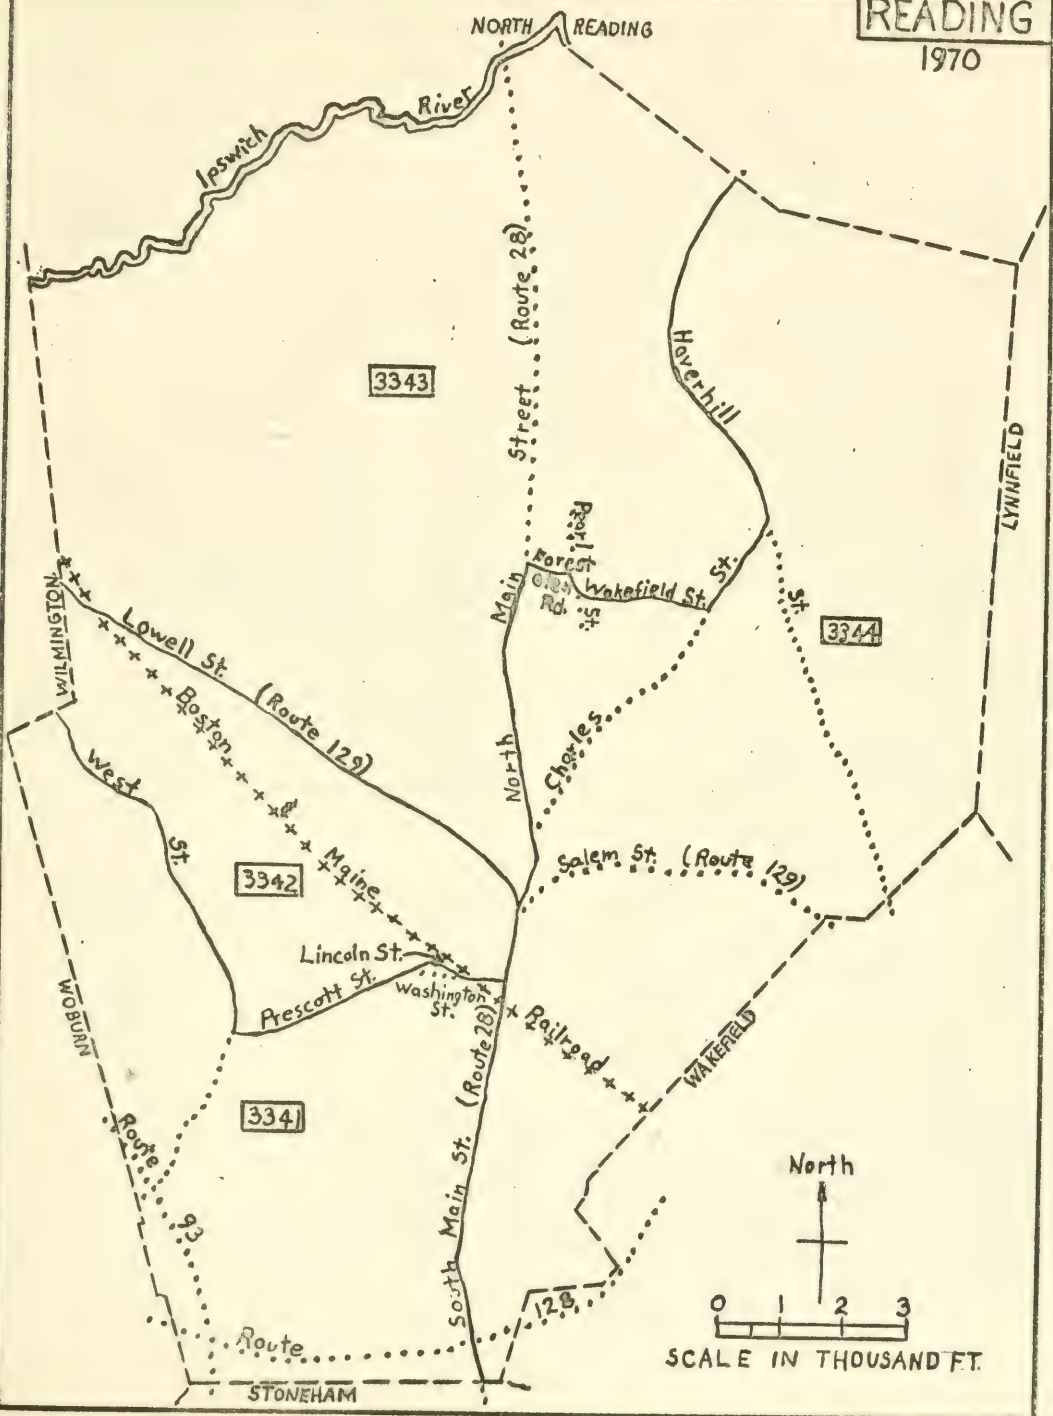 READING
1970
NORTH READING
Ipswich River
Street (Route 28)
3343
Haverhill
LYNNFIELD
Pearl
Forest
Glen
Rd.
Wakefield St.
St.
St.
St.
Main
North
3344
WILMINGTON
Lowell St. (Route 129)
Boston
&
Maine
Railroad
West
St.
Charles
Salem St. (Route 129)
3342
Lincoln St.
Prescott St.
Washington
St.
WOBURN
WAKEFIELD
South Main St. (Route 28)
3341
Route
93
North
Route
128
0 1 2 3
SCALE IN THOUSAND FT.
STONEHAM